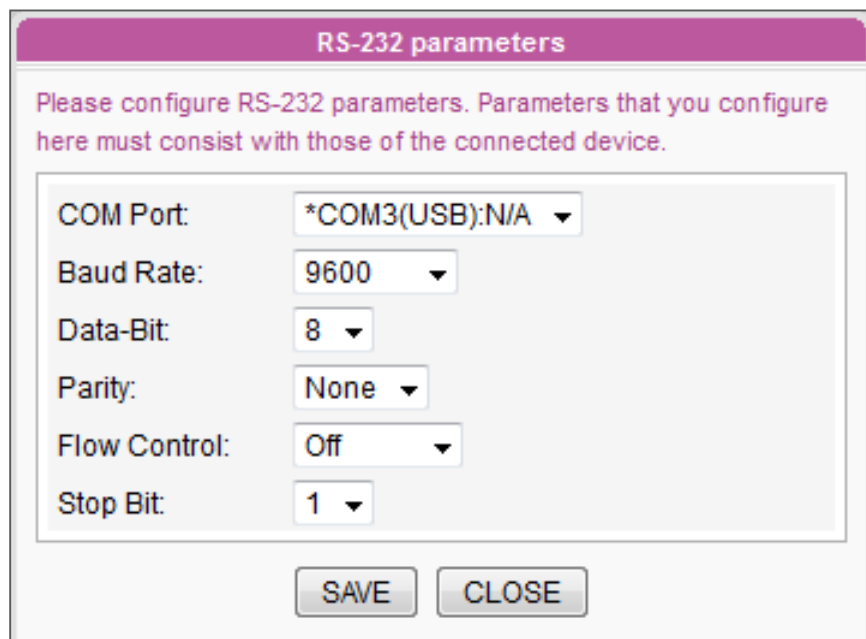 RS-232 parameters
Please configure RS-232 parameters. Parameters that you configure
here must consist with those of the connected device.
COM Port: *COM3(USB):N/A
Baud Rate: 9600
Data-Bit: 8
Parity: None
Flow Control: Off
Stop Bit: 1
SAVE CLOSE